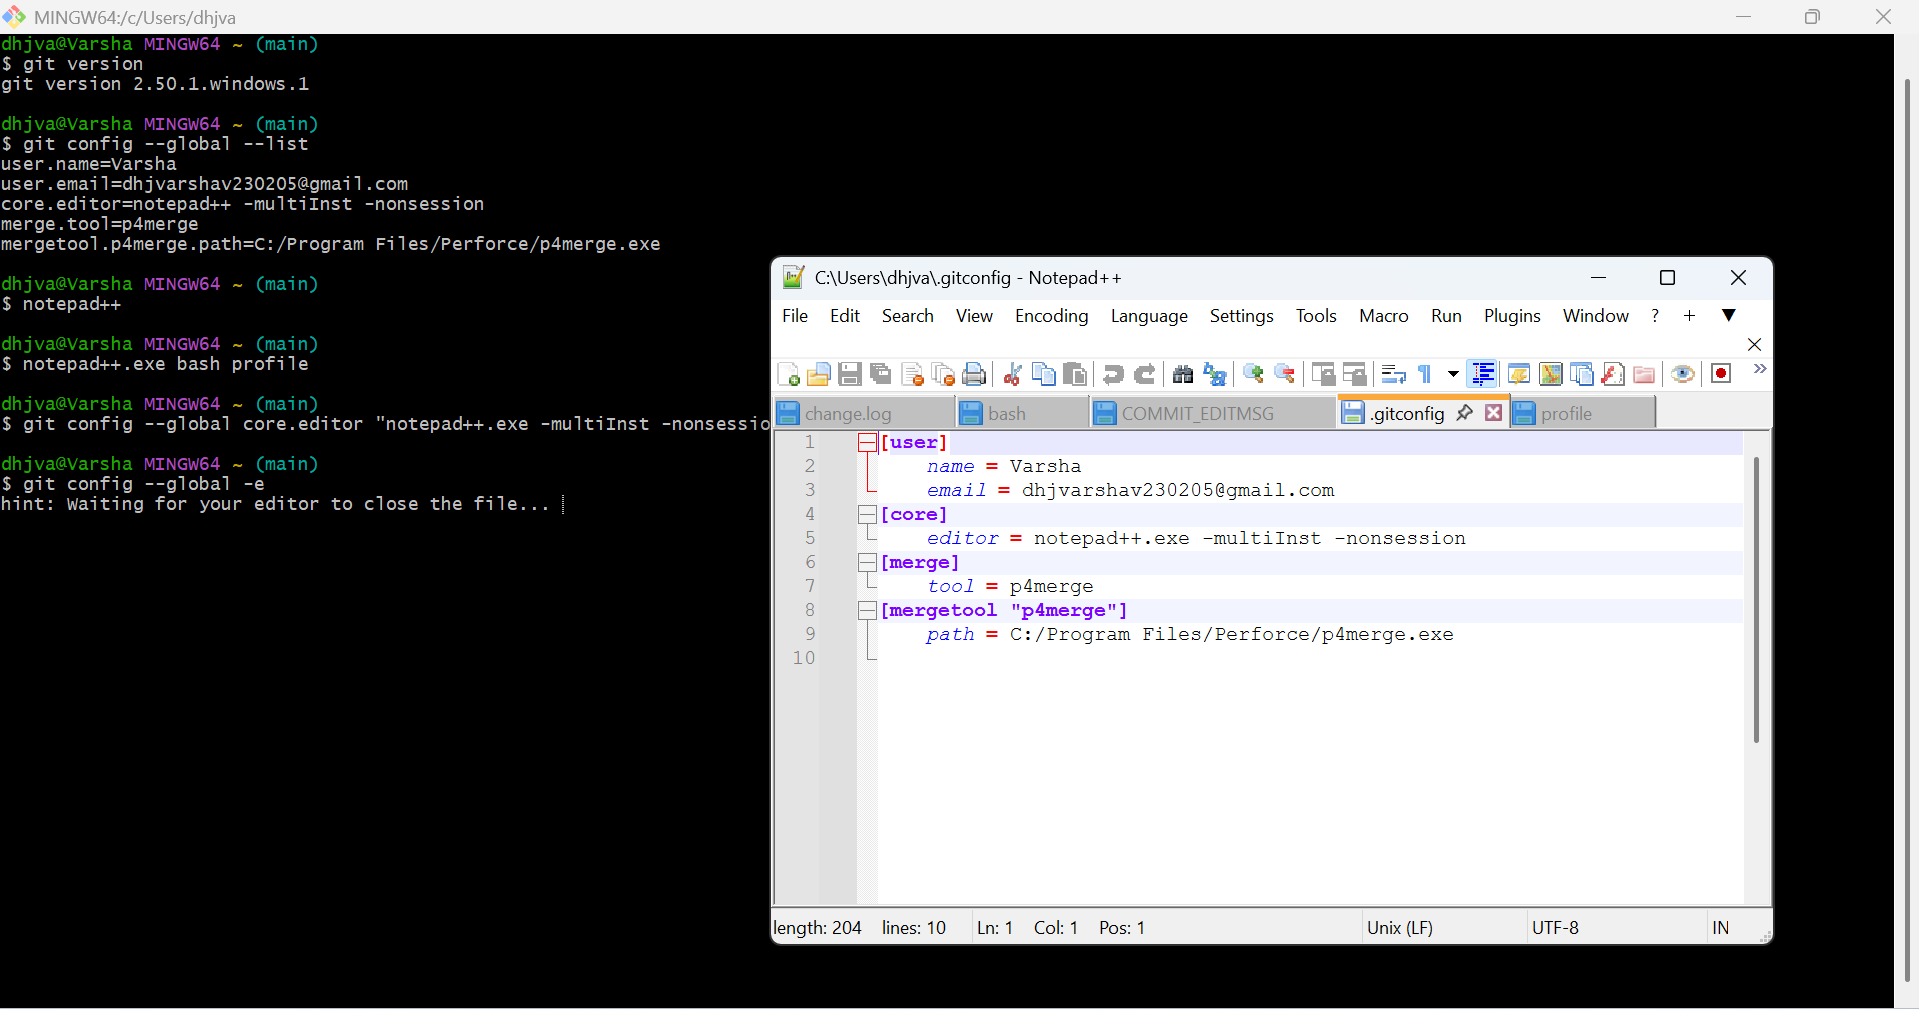 MINGW64:/c/Users/dhjva
dhjva@Varsha MINGW64 ~ (main)
$ git version
git version 2.50.1.windows.1
dhjva@Varsha MINGW64 ~ (main)
$ git config --global --list
user.name=Varsha
user.email=dhjvarshav230205@gmail.com
core.editor=notepad++ -multiInst -nonsession
merge.tool=p4merge
mergetool.p4merge.path=C:/Program Files/Perforce/p4merge.exe
dhjva@Varsha MINGW64 ~ (main)
$ notepad++
dhjva@Varsha MINGW64 ~ (main)
$ notepad++.exe bash profile
dhjva@Varsha MINGW64 ~ (main)
$ git config --global core.editor "notepad++.exe -multiInst -nonsessio
dhjva@Varsha MINGW64 ~ (main)
$ git config --global -e
hint: Waiting for your editor to close the file...
C:\Users\dhjva\.gitconfig - Notepad++
File Edit Search View Encoding Language Settings Tools Macro Run Plugins Window ? + ▼
change.log bash COMMIT_EDITMSG .gitconfig profile
1 [user]
2 name = Varsha
3 email = dhjvarshav230205@gmail.com
4 [core]
5 editor = notepad++.exe -multiInst -nonsession
6 [merge]
7 tool = p4merge
8 [mergetool "p4merge"]
9 path = C:/Program Files/Perforce/p4merge.exe
10
length: 204 lines: 10 Ln: 1 Col: 1 Pos: 1 Unix (LF) UTF-8 IN